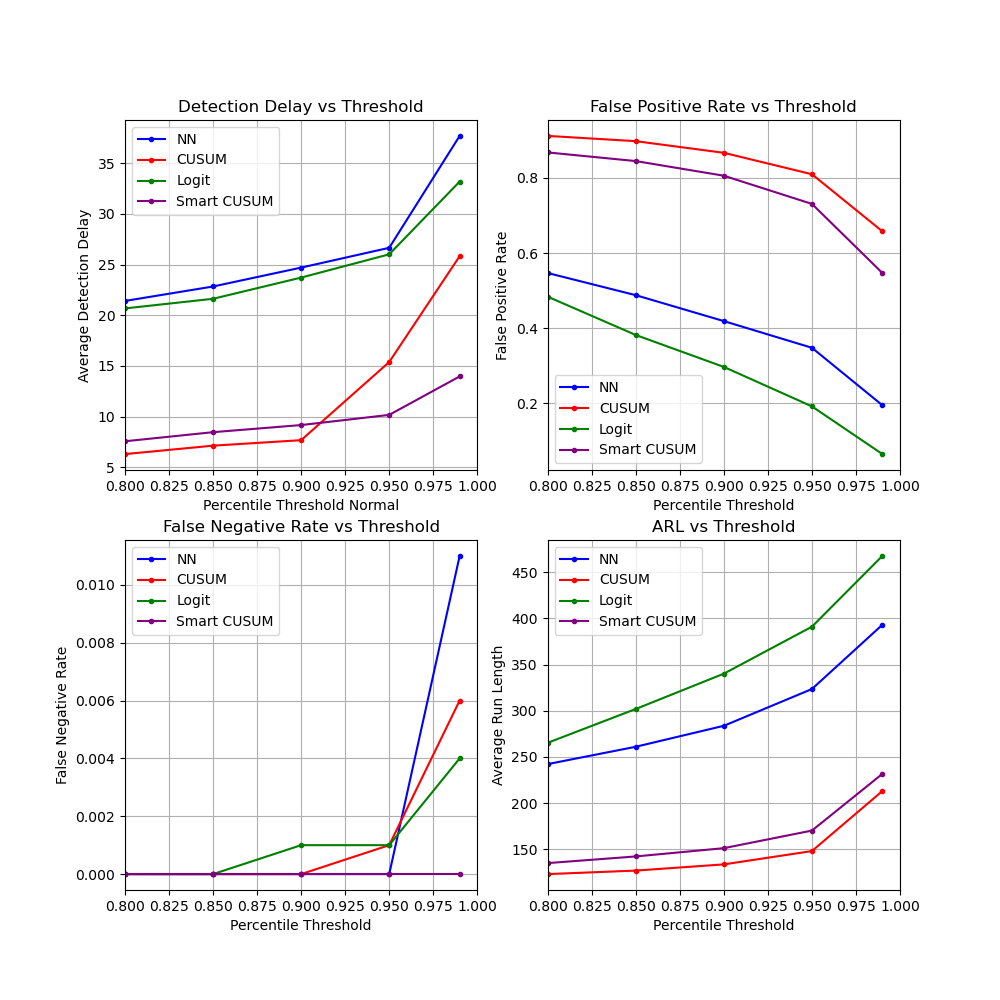 Detection Delay vs Threshold
Average Detection Delay
35
30
25
20
15
10
5
NN
CUSUM
Logit
Smart CUSUM
0.800 0.825 0.850 0.875 0.900 0.925 0.950 0.975 1.000
Percentile Threshold Normal
False Positive Rate vs Threshold
False Positive Rate
0.8
0.6
0.4
0.2
NN
CUSUM
Logit
Smart CUSUM
0.800 0.825 0.850 0.875 0.900 0.925 0.950 0.975 1.000
Percentile Threshold
False Negative Rate vs Threshold
False Negative Rate
0.010
0.008
0.006
0.004
0.002
0.000
NN
CUSUM
Logit
Smart CUSUM
0.800 0.825 0.850 0.875 0.900 0.925 0.950 0.975 1.000
Percentile Threshold
ARL vs Threshold
Average Run Length
450
400
350
300
250
200
150
NN
CUSUM
Logit
Smart CUSUM
0.800 0.825 0.850 0.875 0.900 0.925 0.950 0.975 1.000
Percentile Threshold